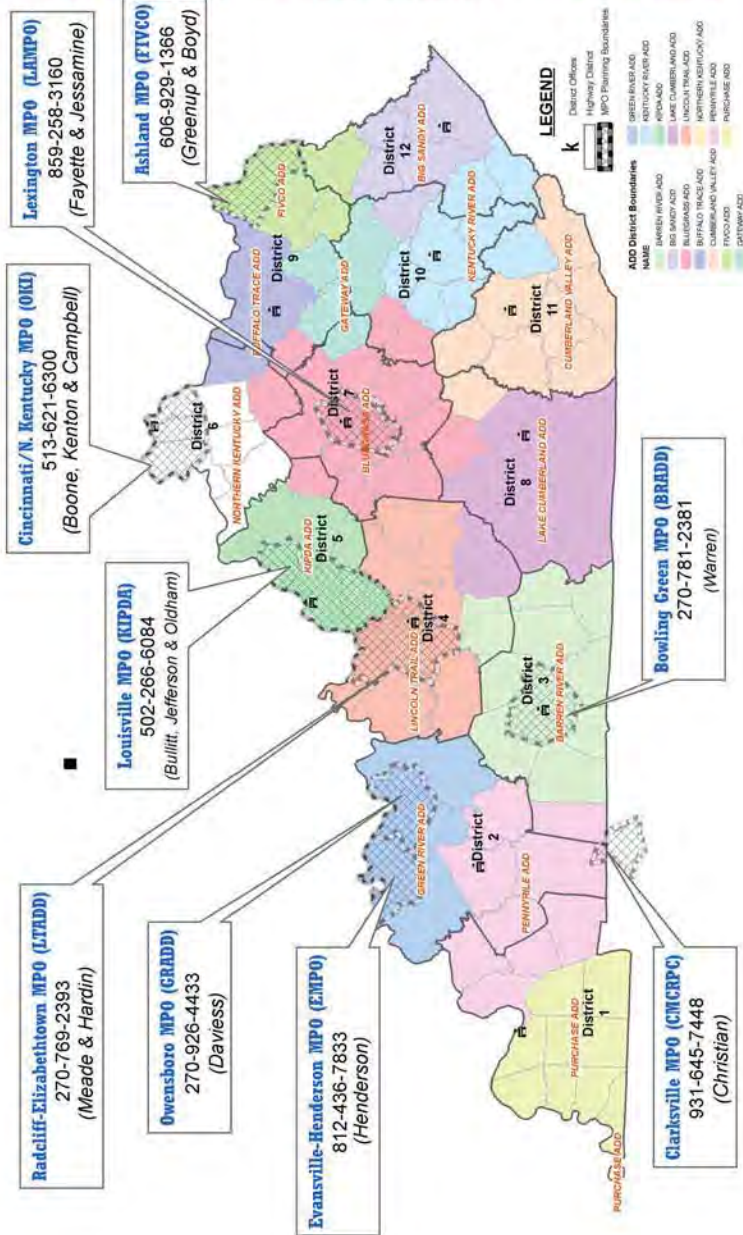 Cincinnati/N. Kentucky MPO (OKI)
513-621-6300
(Boone, Kenton & Campbell)
Lexington MPO (LAMPO)
859-258-3160
(Fayette & Jessamine)
Ashland MPO (FIVCO)
606-929-1366
(Greenup & Boyd)
Louisville MPO (KIPDA)
502-266-6084
(Bullitt, Jefferson & Oldham)
Radcliff-Elizabethtown MPO (LTADD)
270-769-2393
(Meade & Hardin)
Owensboro MPO (GRADD)
270-926-4433
(Daviess)
Evansville-Henderson MPO (EMPO)
812-436-7833
(Henderson)
Clarksville MPO (CMCRPC)
931-645-7448
(Christian)
Bowling Green MPO (BRADD)
270-781-2381
(Warren)
PURCHASE ADD
PURCHASE ADD
District
1
District
2
PENNYRILE ADD
GREEN RIVER ADD
District
3
BARREN RIVER ADD
District
4
LINCOLN TRAIL ADD
KIPDA ADD
District
5
District
6
NORTHERN KENTUCKY ADD
District
7
BLUEGRASS ADD
District
8
LAKE CUMBERLAND ADD
BUFFALO TRACE ADD
District
9
GATEWAY ADD
FIVCO ADD
District
10
KENTUCKY RIVER ADD
District
11
CUMBERLAND VALLEY ADD
District
12
BIG SANDY ADD
LEGEND
k District Offices
Highway District
MPO Planning Boundaries
ADD District Boundaries
NAME
BARREN RIVER ADD
BIG SANDY ADD
BLUEGRASS ADD
BUFFALO TRACE ADD
CUMBERLAND VALLEY ADD
FIVCO ADD
GATEWAY ADD
GREEN RIVER ADD
KENTUCKY RIVER ADD
KIPDA ADD
LAKE CUMBERLAND ADD
LINCOLN TRAIL ADD
NORTHERN KENTUCKY ADD
PENNYRILE ADD
PURCHASE ADD